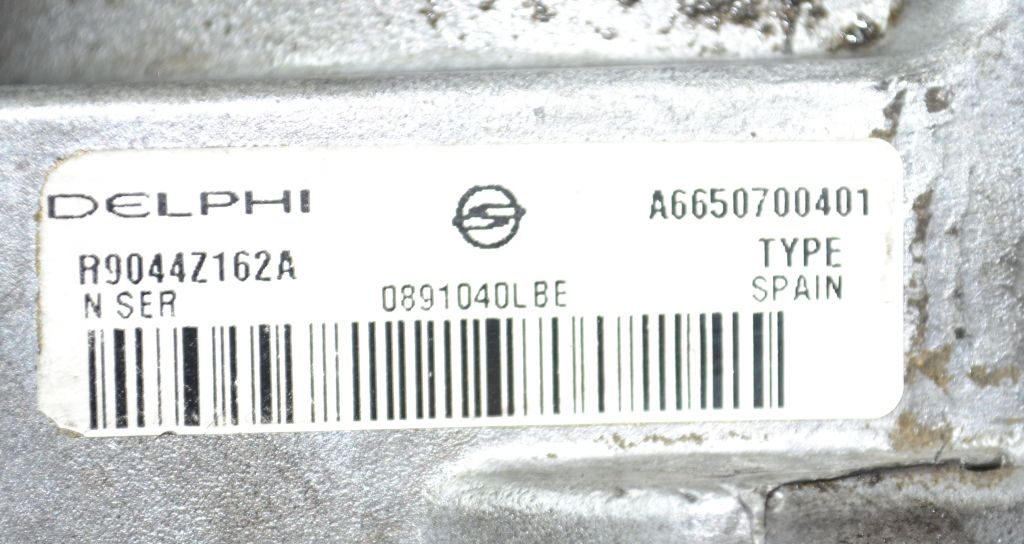 DELPHI A6650700401
R9044Z162A TYPE
N SER 0891040LBE SPAIN